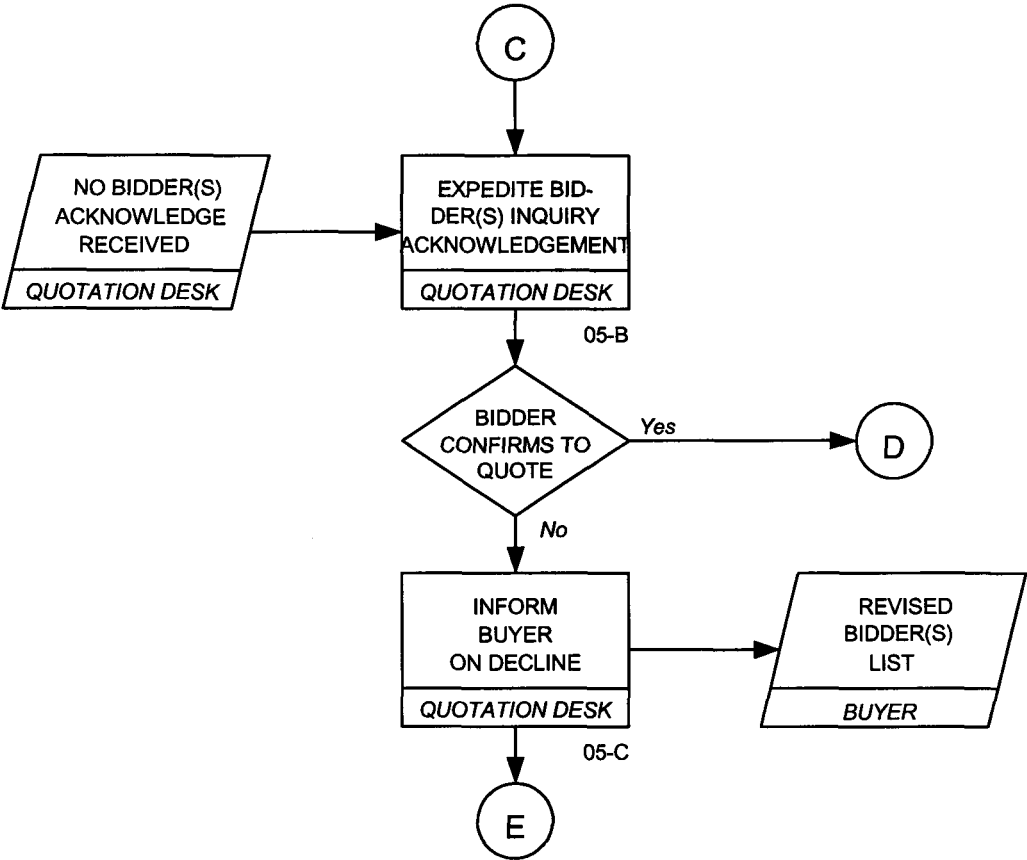 C
NO BIDDER(S)
ACKNOWLEDGE
RECEIVED
QUOTATION DESK
EXPEDITE BID-
DER(S) INQUIRY
ACKNOWLEDGEMENT
QUOTATION DESK
05-B
BIDDER
CONFIRMS TO
QUOTE
Yes
D
No
INFORM
BUYER
ON DECLINE
QUOTATION DESK
05-C
REVISED
BIDDER(S)
LIST
BUYER
E